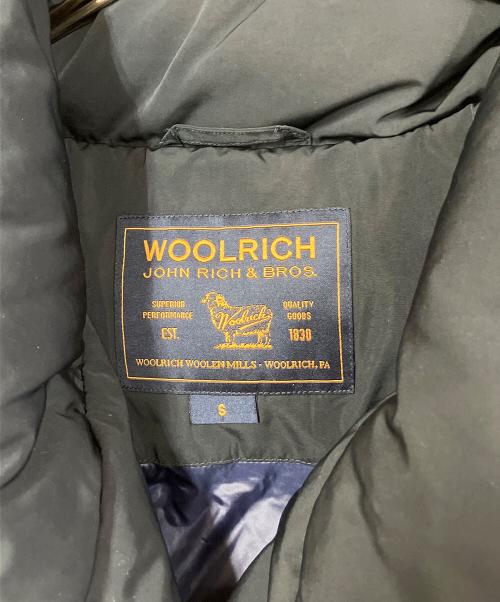 WOOLRICH
JOHN RICH & BROS.
SUPERIOR PERFORMANCE
QUALITY GOODS
Woolrich
EST. 1830
WOOLRICH WOOLEN MILLS - WOOLRICH, PA
S